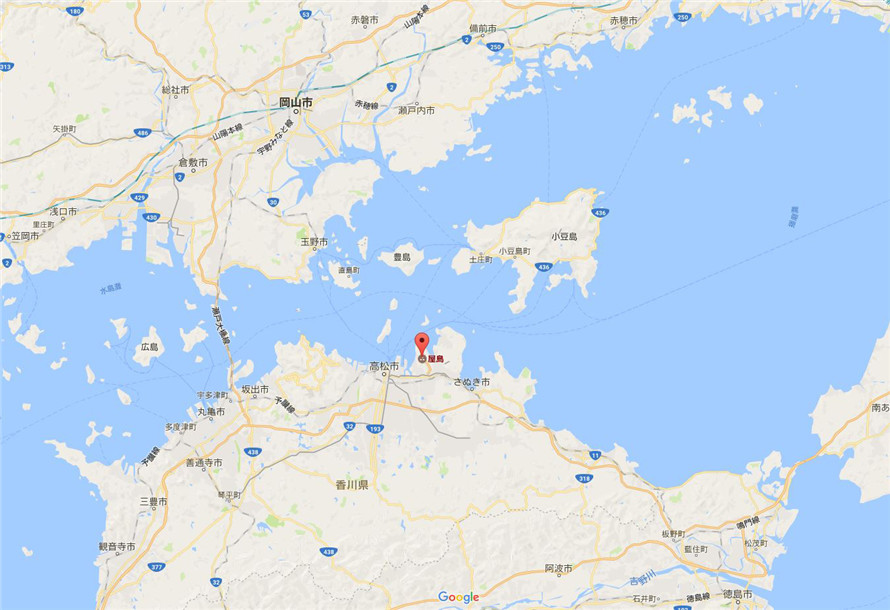 180
53
赤磐市
山陽本線
備前市
2
250
赤穂市
250
313
総社市
2
岡山市
赤穂線
瀬戸内市
矢掛町
486
山陽本線
宇野みなと線
倉敷市
2
429
30
浅口市
430
里庄町
笠岡市
2
436
玉野市
小豆島
小豆島町
豊島
土庄町
436
直島町
水島灘
播磨灘
瀬戸大橋線
広島
屋島
高松市
さぬき市
坂出市
宇多津町
予讃線
丸亀市
多度津町
南あ
32
193
438
予讃線
11
善通寺市
318
香川県
琴平町
三豊市
鳴門線
板野町
松茂町
観音寺市
438
藍住町
377
阿波市
32
吉野川
Google
石井町
徳島線
徳島市